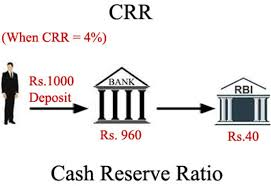 CRR
(When CRR = 4%)
Rs.1000
Deposit
BANK
RBI
Rs. 960
Rs.40
Cash Reserve Ratio